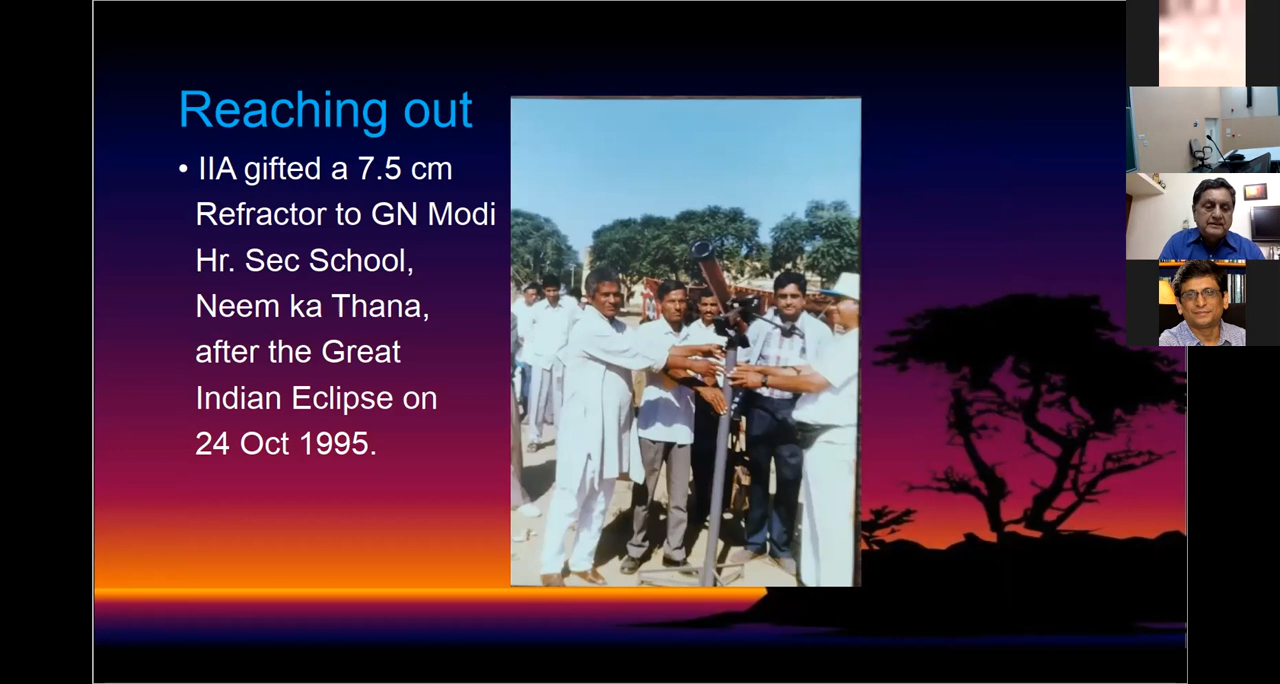 Reaching out
• IIA gifted a 7.5 cm
Refractor to GN Modi
Hr. Sec School,
Neem ka Thana,
after the Great
Indian Eclipse on
24 Oct 1995.